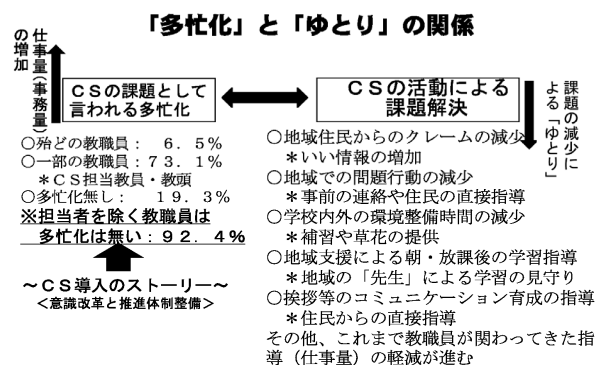 「多忙化」と「ゆとり」の関係
仕事量(事務量)
の増加
CSの課題として
言われる多忙化
○殆どの教職員: 6.5%
○一部の教職員:73.1%
＊CS担当教員・教頭
○多忙化無し: 19.3%
※担当者を除く教職員は
多忙化は無い:92.4%
～CS導入のストーリー～
<意識改革と推進体制整備>
CSの活動による
課題解決
課題の減少に
よる「ゆとり」
○地域住民からのクレームの減少
＊いい情報の増加
○地域での問題行動の減少
＊事前の連絡や住民の直接指導
○学校内外の環境整備時間の減少
＊補習や草花の提供
○地域支援による朝・放課後の学習指導
＊地域の「先生」による学習の見守り
○挨拶等のコミュニケーション育成の指導
＊住民からの直接指導
その他、これまで教職員が関わってきた指
導（仕事量）の軽減が進む